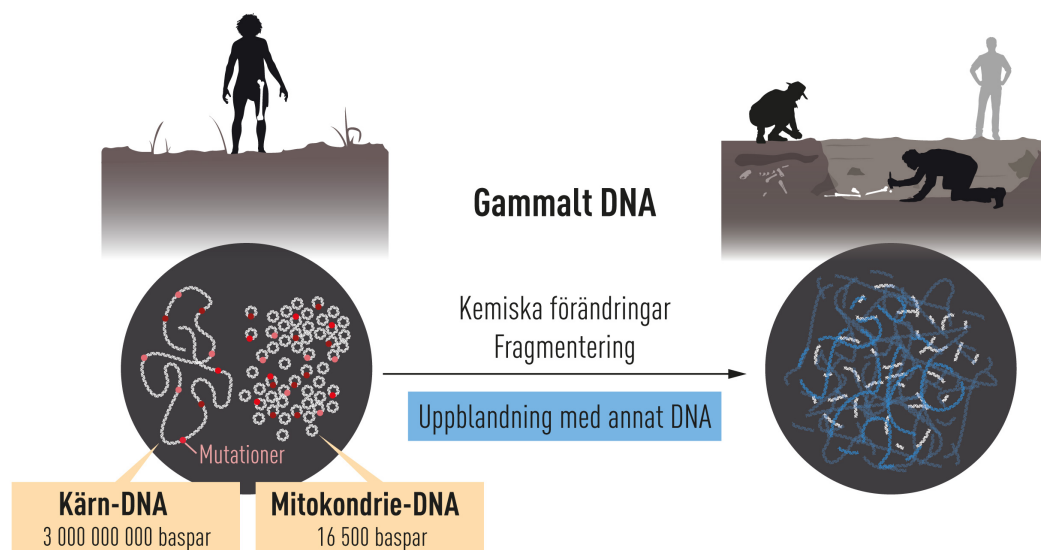 Gammalt DNA
Kemiska förändringar
Fragmentering
Uppblandning med annat DNA
Mutationer
Kärn-DNA
3 000 000 000 baspar
Mitokondrie-DNA
16 500 baspar